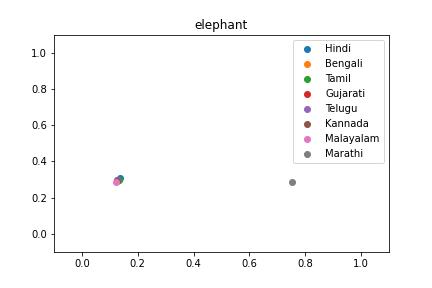 elephant
1.0
0.8
0.6
0.4
0.2
0.0
Hindi
Bengali
Tamil
Gujarati
Telugu
Kannada
Malayalam
Marathi
0.0 0.2 0.4 0.6 0.8 1.0